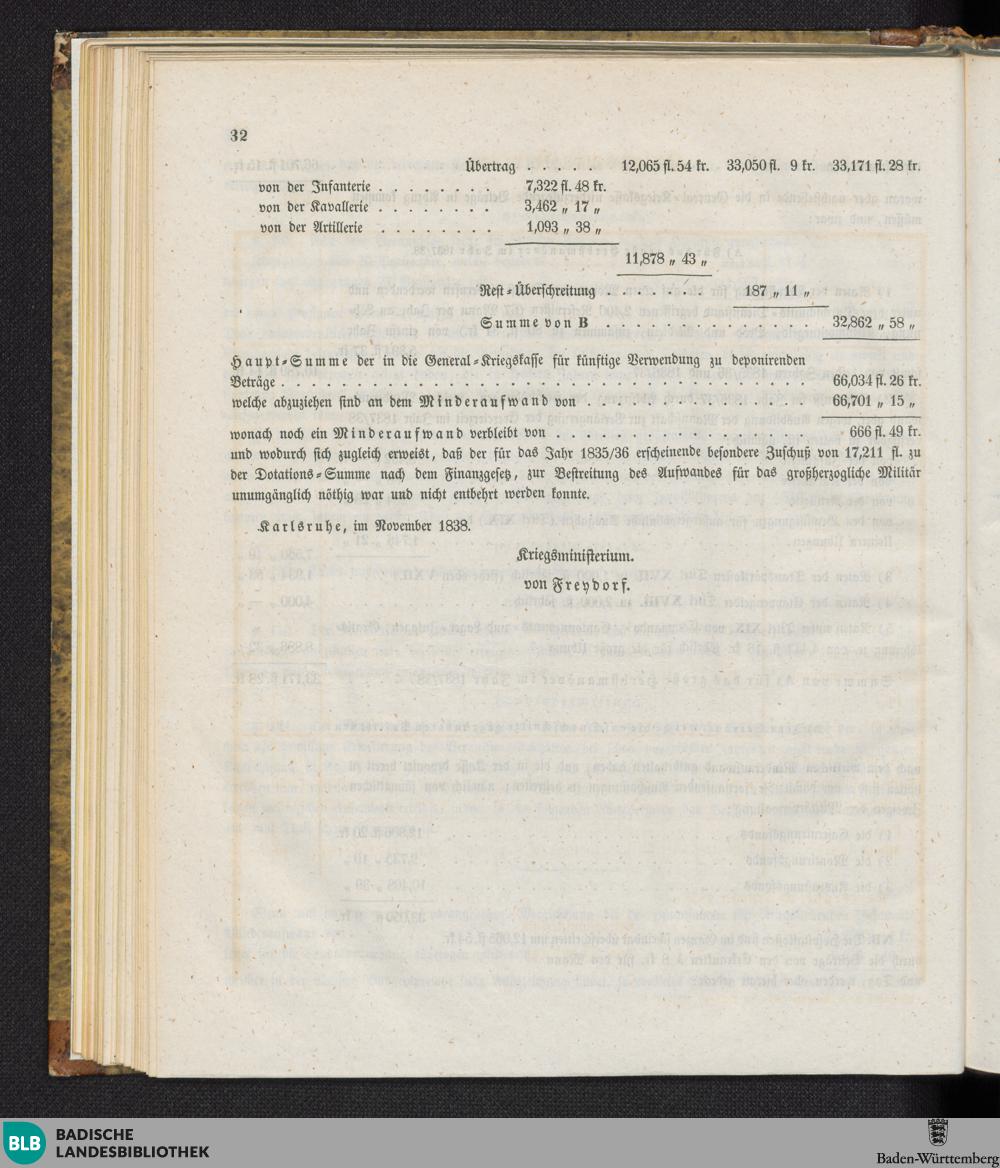 32
Übertrag . . . . . 12,065 fl. 54 kr. 33,050 fl. 9 kr. 33,171 fl. 28 kr.
von der Infanterie . . . . . . . . 7,322 fl. 48 kr.
von der Kavallerie . . . . . . . . 3,462 „ 17 „
von der Artillerie . . . . . . . . 1,093 „ 38 „
11,878 „ 43 „
Rest-Überschreitung . . . . . . . 187 „ 11 „
Summe von B . . . . . . . . . . . 32,862 „ 58 „
Haupt-Summe der in die General-Kriegskasse für künftige Verwendung zu deponirenden
Beträge . . . . . . . . . . . . . . . . . . . . . . . . . . . . . . 66,034 fl. 26 kr.
welche abzuziehen sind an dem Minderaufwand von . . . . . . . . . . . . 66,701 „ 15 „
wonach noch ein Minderaufwand verbleibt von . . . . . . . . . . . . . . 666 fl. 49 kr.
und wodurch sich zugleich erweist, daß der für das Jahr 1835/36 erscheinende besondere Zuschuß von 17,211 fl. zu
der Dotations-Summe nach dem Finanzgesetz, zur Bestreitung des Aufwandes für das großherzogliche Militär
unumgänglich nöthig war und nicht entbehrt werden konnte.
Karlsruhe, im November 1838.
Kriegsministerium.
von Freydorf.
BLB BADISCHE
LANDESBIBLIOTHEK
Baden-Württemberg